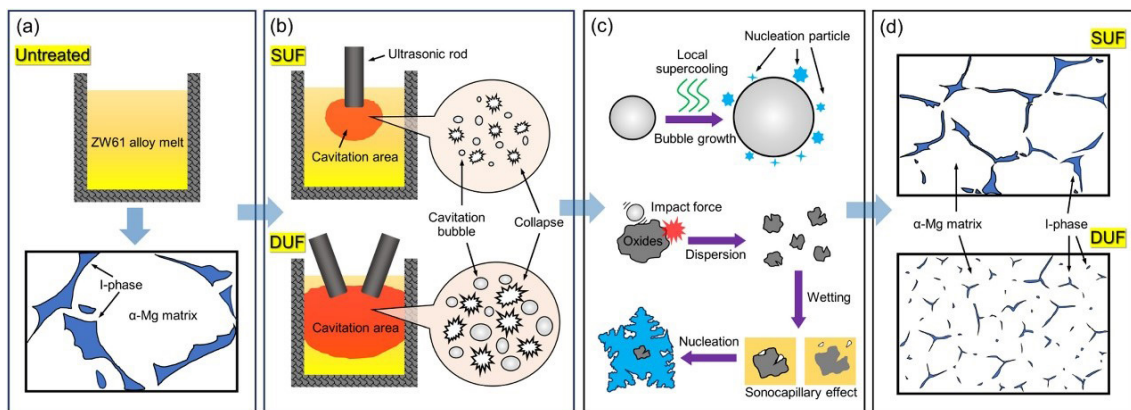 (a)
Untreated
ZW61 alloy melt
I-phase
α-Mg matrix
(b)
SUF
Ultrasonic rod
Cavitation area
Cavitation
bubble
Collapse
DUF
Cavitation area
(c)
Nucleation particle
Local
supercooling
Bubble growth
Impact force
Oxides
Dispersion
Wetting
Nucleation
Sonocapillary effect
(d)
SUF
α-Mg matrix
I-phase
DUF